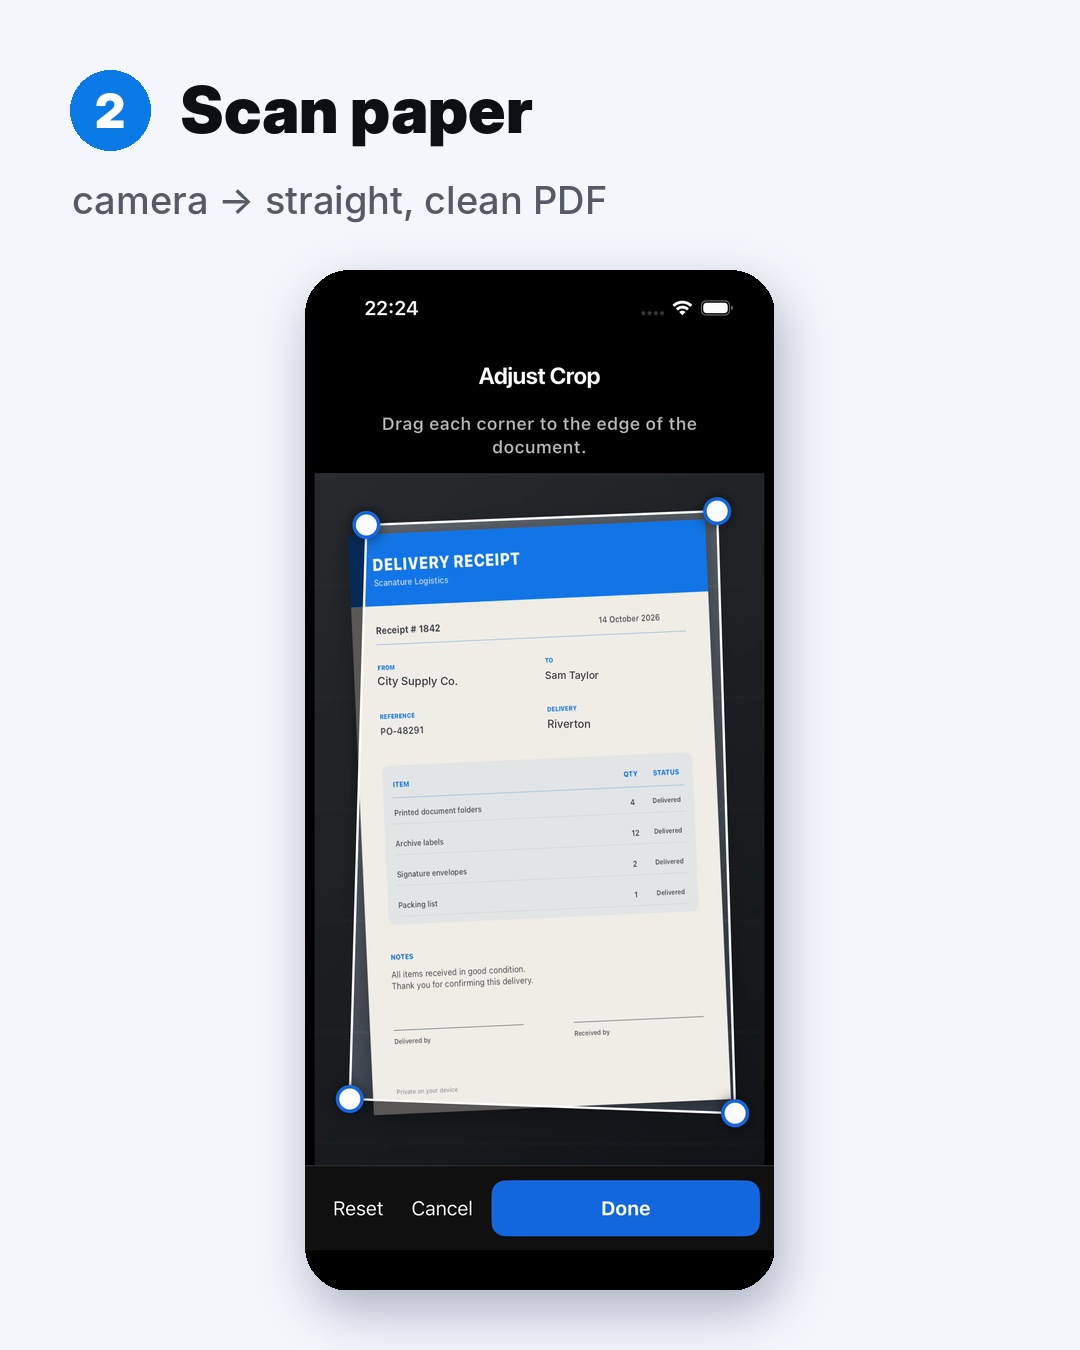 2 Scan paper
camera → straight, clean PDF
22:24
Adjust Crop
Drag each corner to the edge of the
document.
DELIVERY RECEIPT
Scanature Logistics
Receipt # 1842
14 October 2026
FROM
City Supply Co.
TO
Sam Taylor
REFERENCE
PO-48291
DELIVERY
Riverton
ITEM QTY STATUS
Printed document folders 4 Delivered
Archive labels 12 Delivered
Signature envelopes 2 Delivered
Packing list 1 Delivered
NOTES
All items received in good condition.
Thank you for confirming this delivery.
Delivered by
Received by
Private on your device
Reset Cancel Done